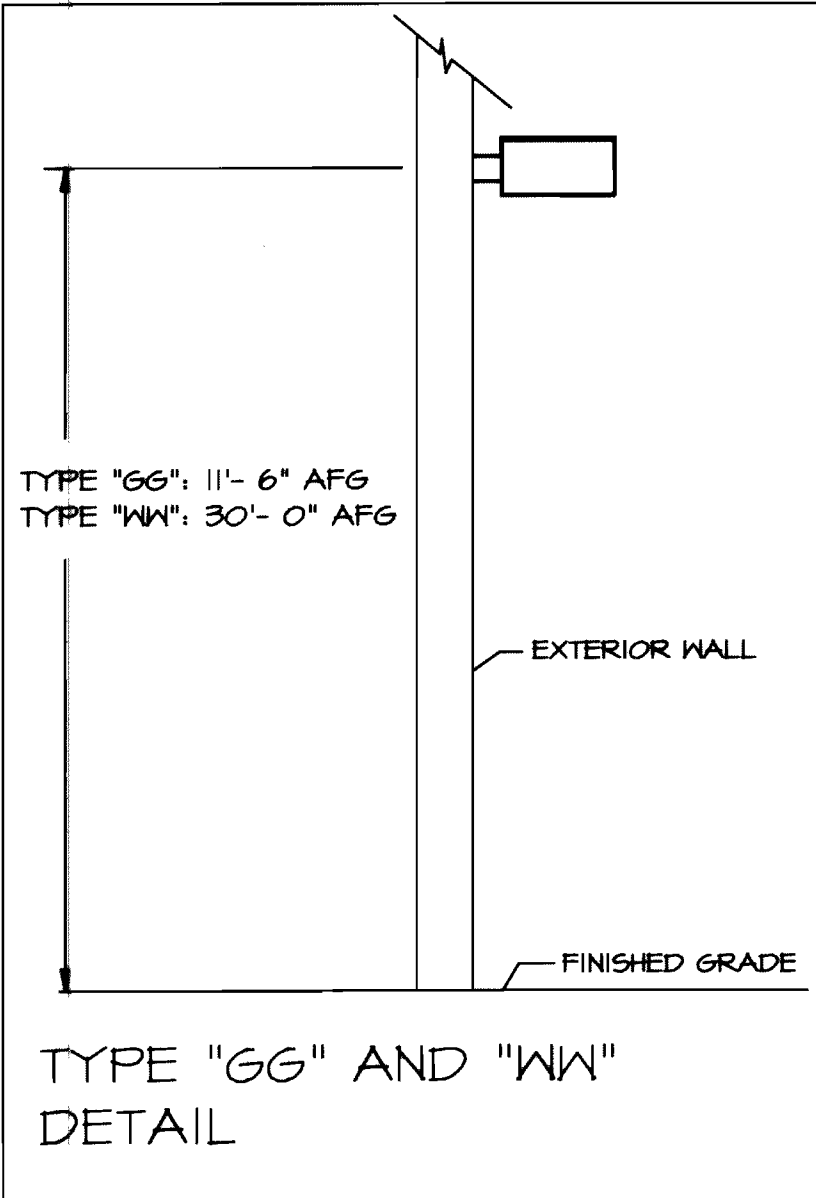 TYPE "GG": 11'- 6" AFG
TYPE "WW": 30'- 0" AFG
EXTERIOR WALL
FINISHED GRADE
TYPE "GG" AND "WW"
DETAIL